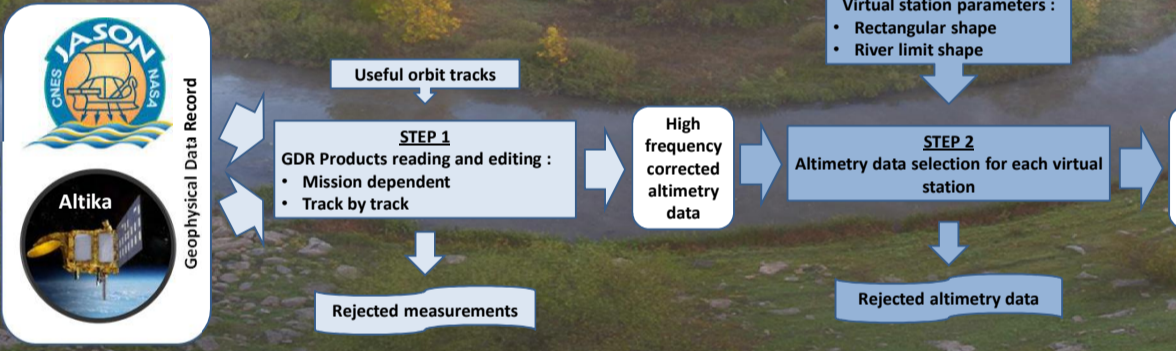 JASON
CNES
NASA
Altika
Geophysical Data Record
Useful orbit tracks
STEP 1
GDR Products reading and editing :
• Mission dependent
• Track by track
Rejected measurements
High
frequency
corrected
altimetry
data
Virtual station parameters :
• Rectangular shape
• River limit shape
STEP 2
Altimetry data selection for each virtual
station
Rejected altimetry data